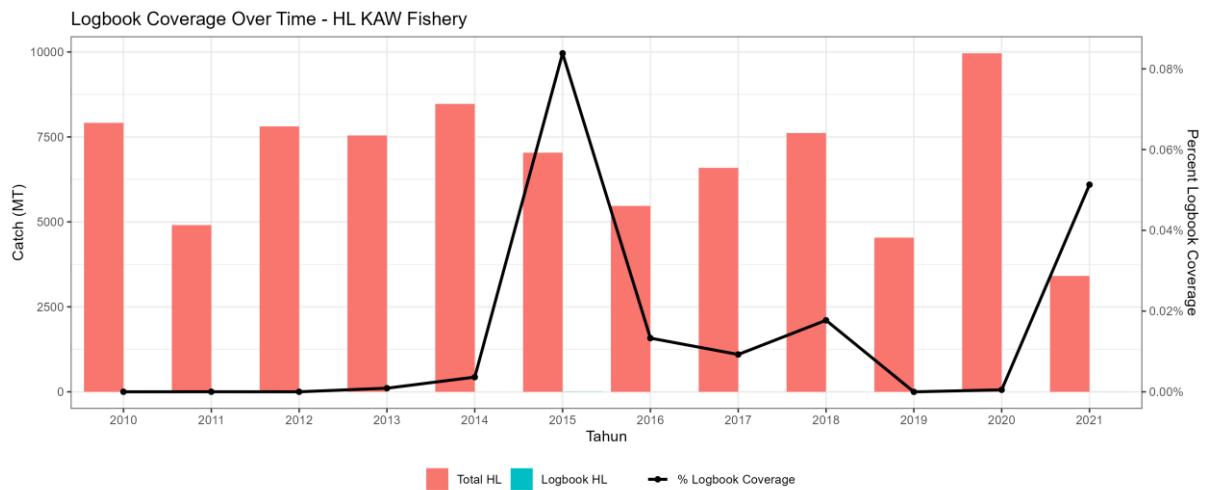 Logbook Coverage Over Time - HL KAW Fishery
10000
7500
5000
2500
0
Catch (MT)
0.08%
0.06%
0.04%
0.02%
0.00%
Percent Logbook Coverage
2010 2011 2012 2013 2014 2015 2016 2017 2018 2019 2020 2021
Tahun
Total HL Logbook HL % Logbook Coverage